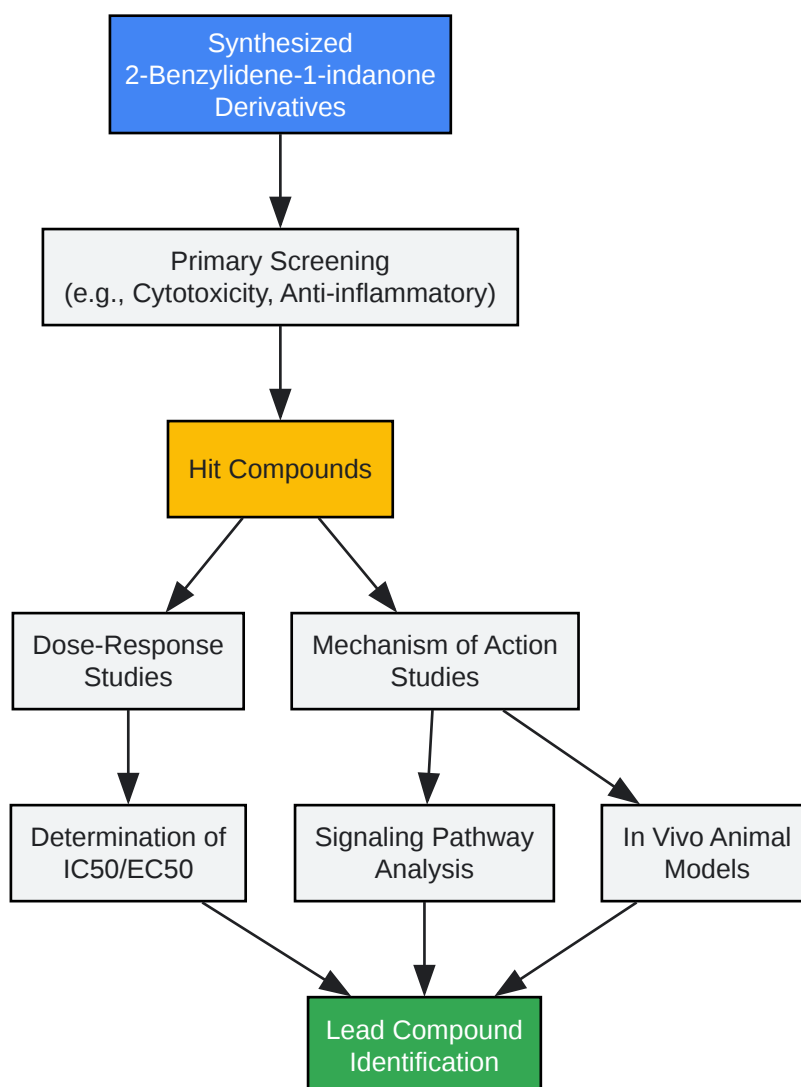 Synthesized
2-Benzylidene-1-indanone
Derivatives
Primary Screening
(e.g., Cytotoxicity, Anti-inflammatory)
Hit Compounds
Dose-Response
Studies
Mechanism of Action
Studies
Determination of
IC50/EC50
Signaling Pathway
Analysis
In Vivo Animal
Models
Lead Compound
Identification